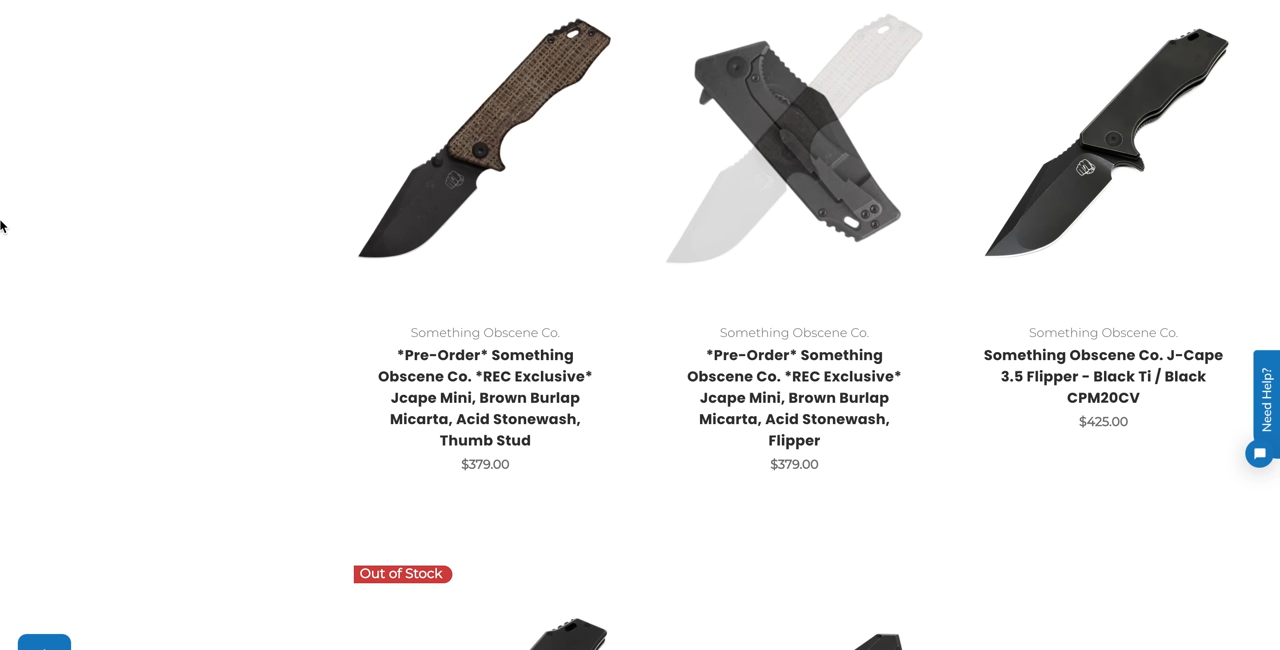 Something Obscene Co.
*Pre-Order* Something
Obscene Co. *REC Exclusive*
Jcape Mini, Brown Burlap
Micarta, Acid Stonewash,
Thumb Stud
$379.00
Something Obscene Co.
*Pre-Order* Something
Obscene Co. *REC Exclusive*
Jcape Mini, Brown Burlap
Micarta, Acid Stonewash,
Flipper
$379.00
Something Obscene Co.
Something Obscene Co. J-Cape
3.5 Flipper - Black Ti / Black
CPM20CV
$425.00
Need Help?
Out of Stock